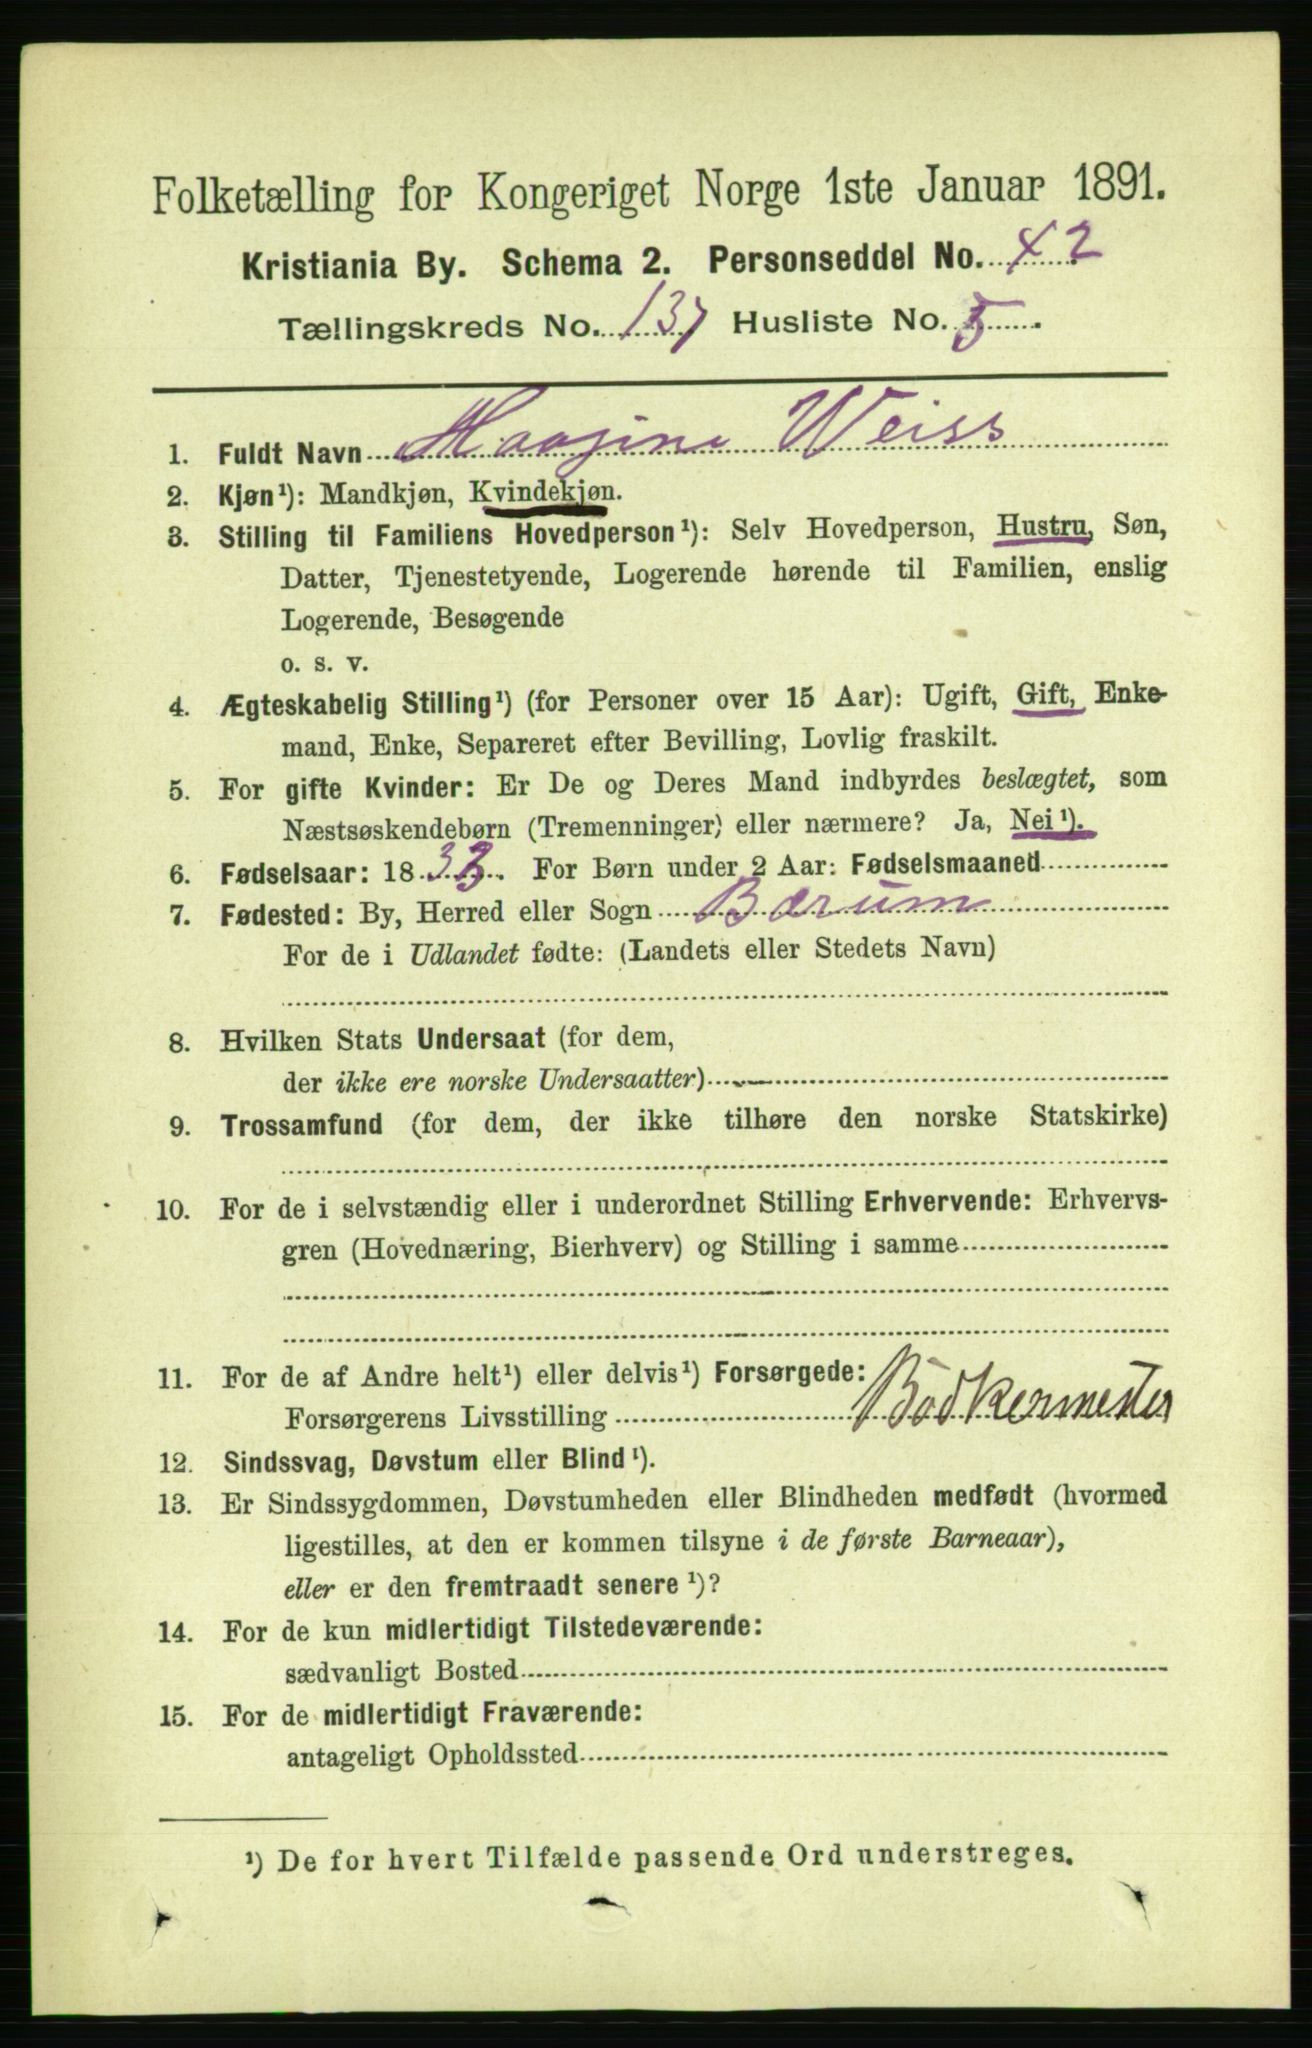 Folketælling for Kongeriget Norge 1ste Januar 1891.
Kristiania By. Schema 2. Personseddel No. 42
Tællingskreds No. 137 Husliste No. 5.
1. Fuldt Navn Weiss
2. Kjøn¹): Mandkjøn, Kvindekjøn.
3. Stilling til Familiens Hovedperson¹): Selv Hovedperson, Hustru, Søn,
Datter, Tjenestetyende, Logerende hørende til Familien, enslig
Logerende, Besøgende
o. s. v.
4. Ægteskabelig Stilling¹) (for Personer over 15 Aar): Ugift, Gift, Enke-
mand, Enke, Separeret efter Bevilling, Lovlig fraskilt.
5. For gifte Kvinder: Er De og Deres Mand indbyrdes beslægtet, som
Næstsøskendebørn (Tremenninger) eller nærmere? Ja, Nei¹).
6. Fødselsaar: 1833. For Børn under 2 Aar: Fødselsmaaned
7. Fødested: By, Herred eller Sogn Bærum
For de i Udlandet fødte: (Landets eller Stedets Navn)
8. Hvilken Stats Undersaat (for dem,
der ikke ere norske Undersaatter)
9. Trossamfund (for dem, der ikke tilhøre den norske Statskirke)
10. For de i selvstændig eller i underordnet Stilling Erhvervende: Erhvervs-
gren (Hovednæring, Bierhverv) og Stilling i samme
11. For de af Andre helt¹) eller delvis¹) Forsørgede:
Forsørgerens Livsstilling Bödkermester
12. Sindssvag, Døvstum eller Blind¹).
13. Er Sindssygdommen, Døvstumheden eller Blindheden medfødt (hvormed
ligestilles, at den er kommen tilsyne i de første Barneaar),
eller er den fremtraadt senere¹)?
14. For de kun midlertidigt Tilstedeværende:
sædvanligt Bosted
15. For de midlertidigt Fraværende:
antageligt Opholdssted
¹) De for hvert Tilfælde passende Ord understreges.